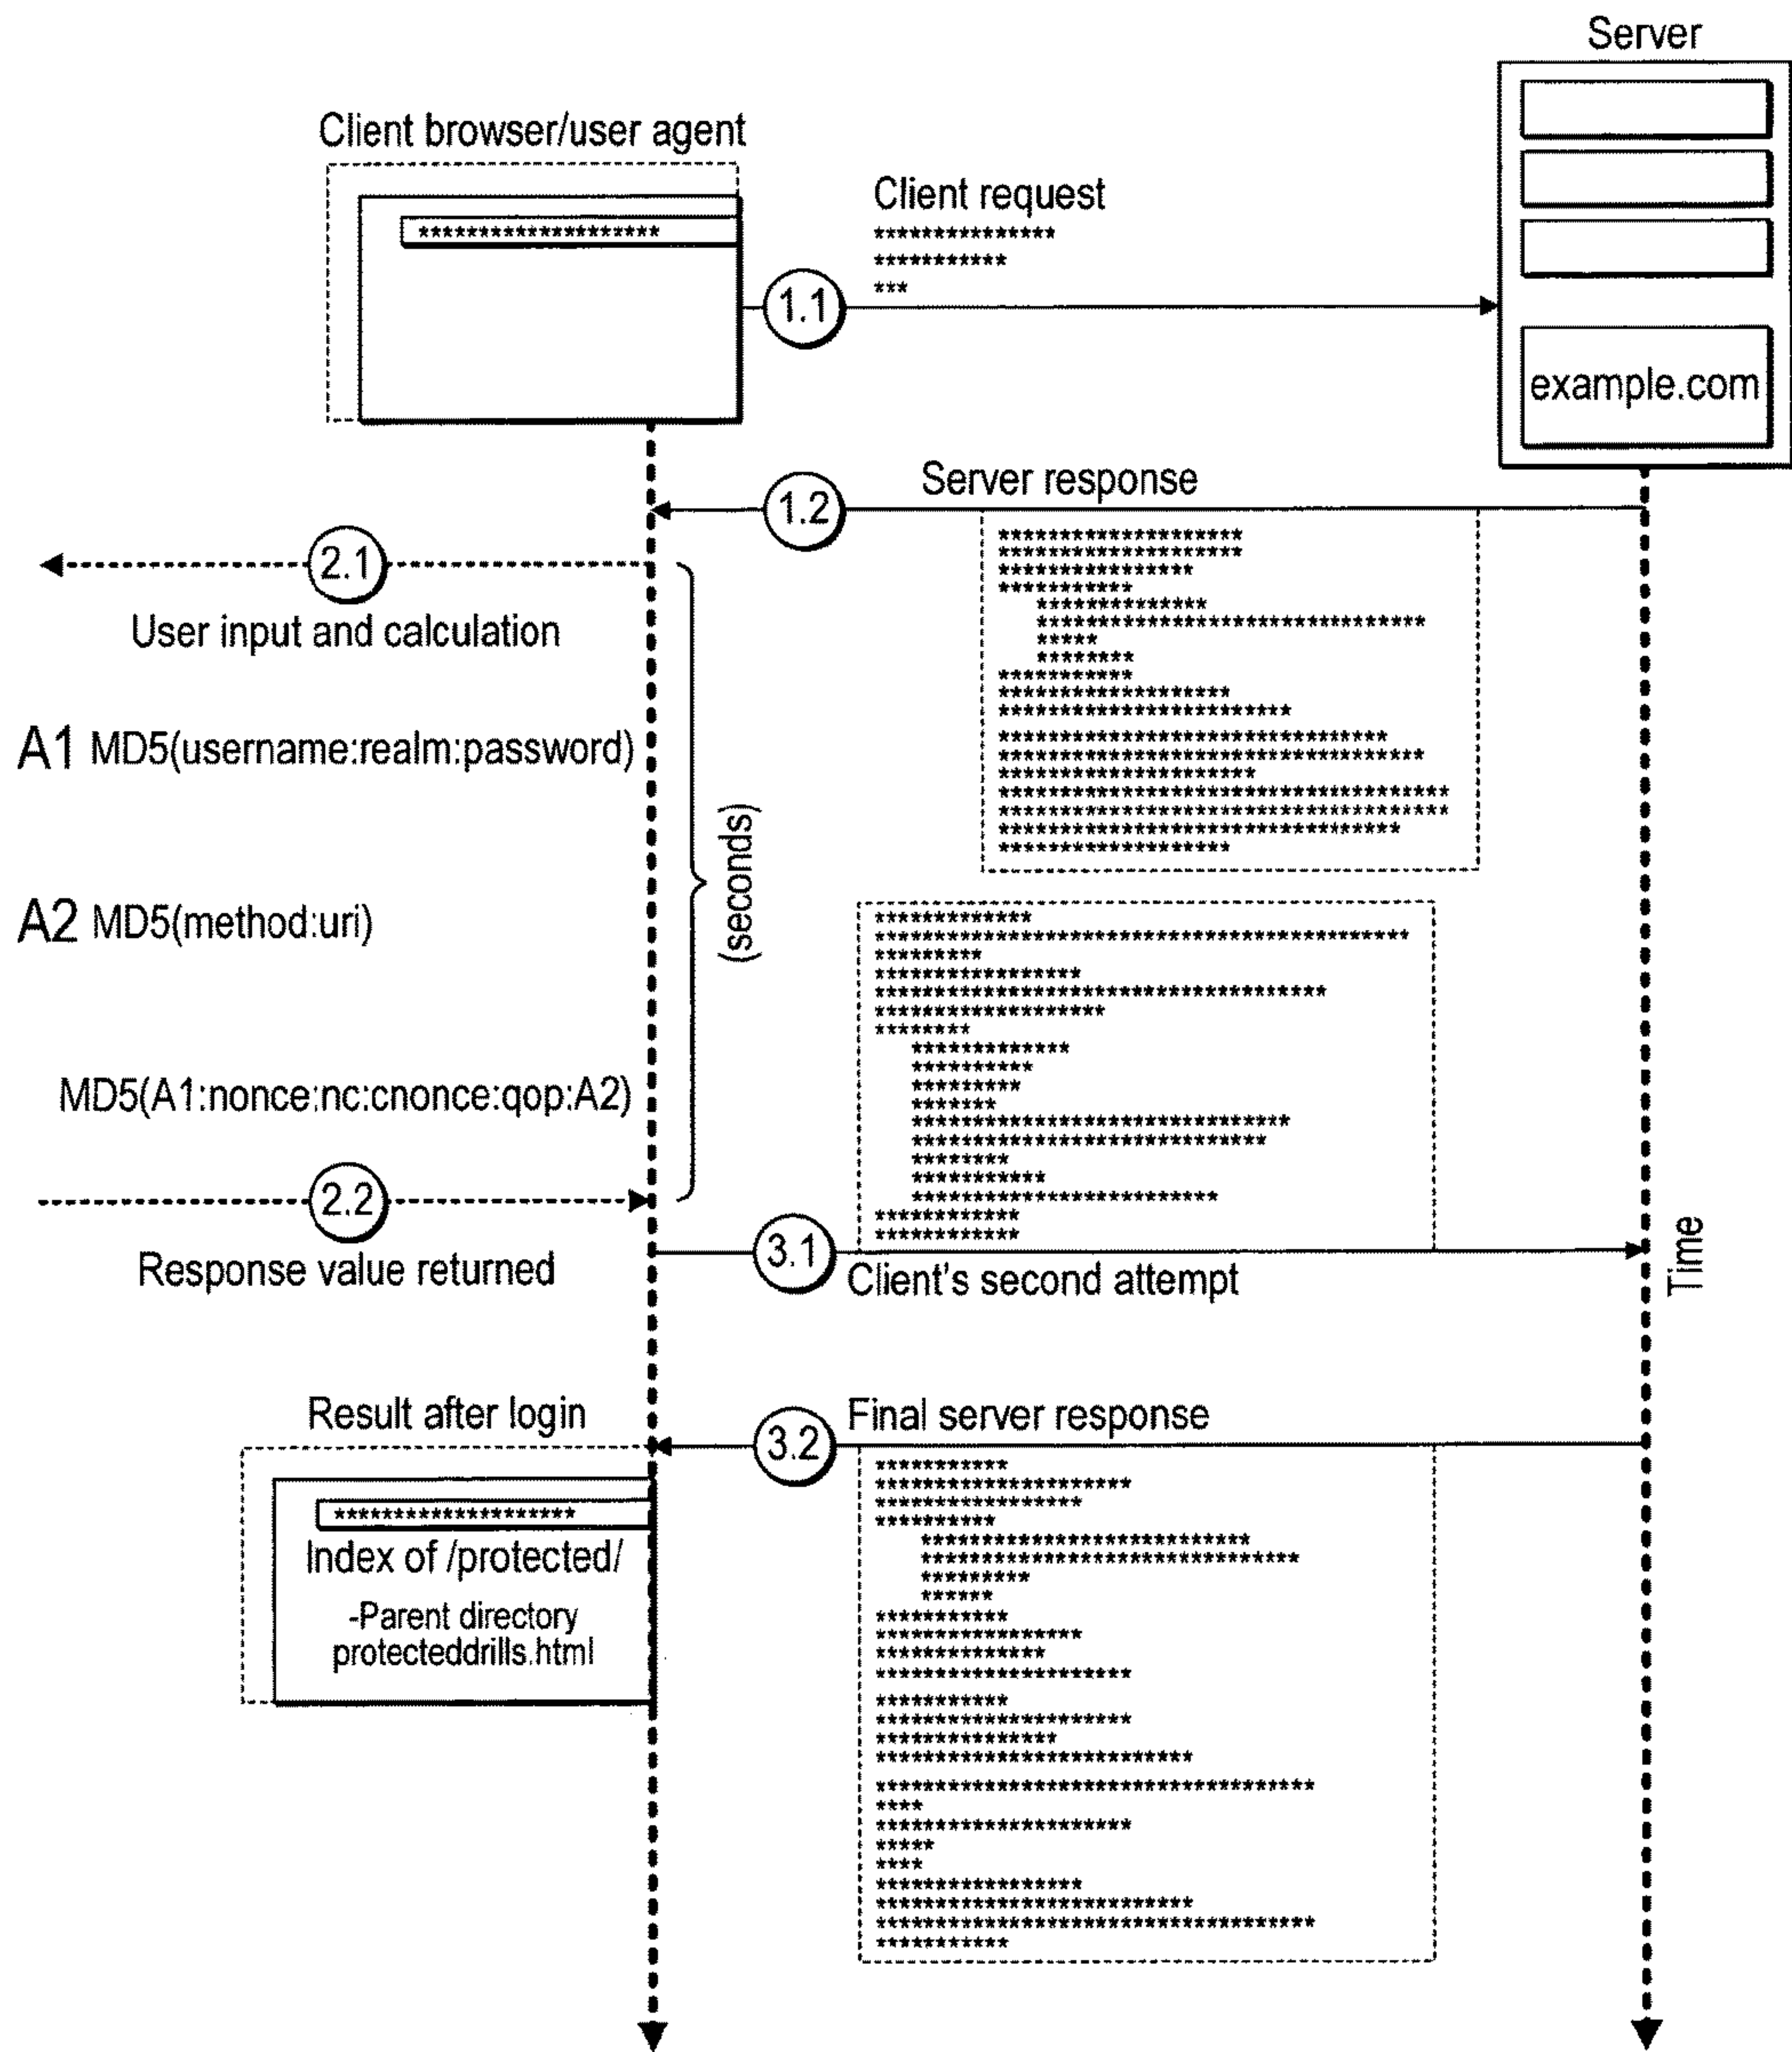 Server
Client browser/user agent
Client request
1.1
example.com
Server response
1.2
2.1
User input and calculation
A1 MD5(username:realm:password)
(seconds)
A2 MD5(method:uri)
MD5(A1:nonce:nc:cnonce:qop:A2)
2.2
Response value returned
3.1
Client's second attempt
Time
Result after login
3.2
Final server response
Index of /protected/
-Parent directory
protecteddrills.html